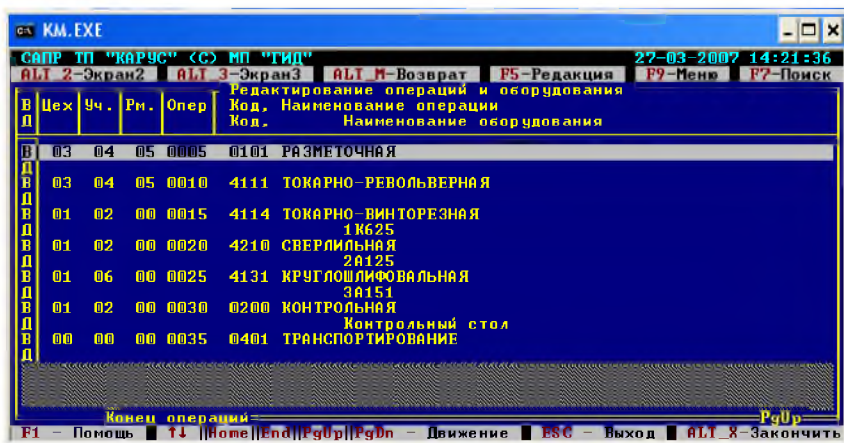 KM.EXE
САПР ТП "КАРУС" (C) МП "ГИД" 27-03-2007 14:21:36
ALT_2-Экран2 ALT_3-Экран3 ALT_M-Возврат F5-Редакция F9-Меню F7-Поиск
Редактирование операций и оборудования
В Цех Уч. Рм. Опер Код. Наименование операции
Д Код. Наименование оборудования
В 03 04 05 0005 0101 РАЗМЕТОЧНАЯ
Д
В 03 04 05 0010 4111 ТОКАРНО-РЕВОЛЬВЕРНАЯ
Д
В 01 02 00 0015 4114 ТОКАРНО-ВИНТОРЕЗНАЯ
Д 1К625
В 01 02 00 0020 4210 СВЕРЛИЛЬНАЯ
Д 2А125
В 01 06 00 0025 4131 КРУГЛОШЛИФОВАЛЬНАЯ
Д 3А151
В 01 02 00 0030 0200 КОНТРОЛЬНАЯ
Д Контрольный стол
В 00 00 00 0035 0401 ТРАНСПОРТИРОВАНИЕ
Д
Конец операций PgUp
F1 - Помощь ↑↓ ||Home||End||PgUp||PgDn - Движение ESC - Выход ALT_X-Закончить